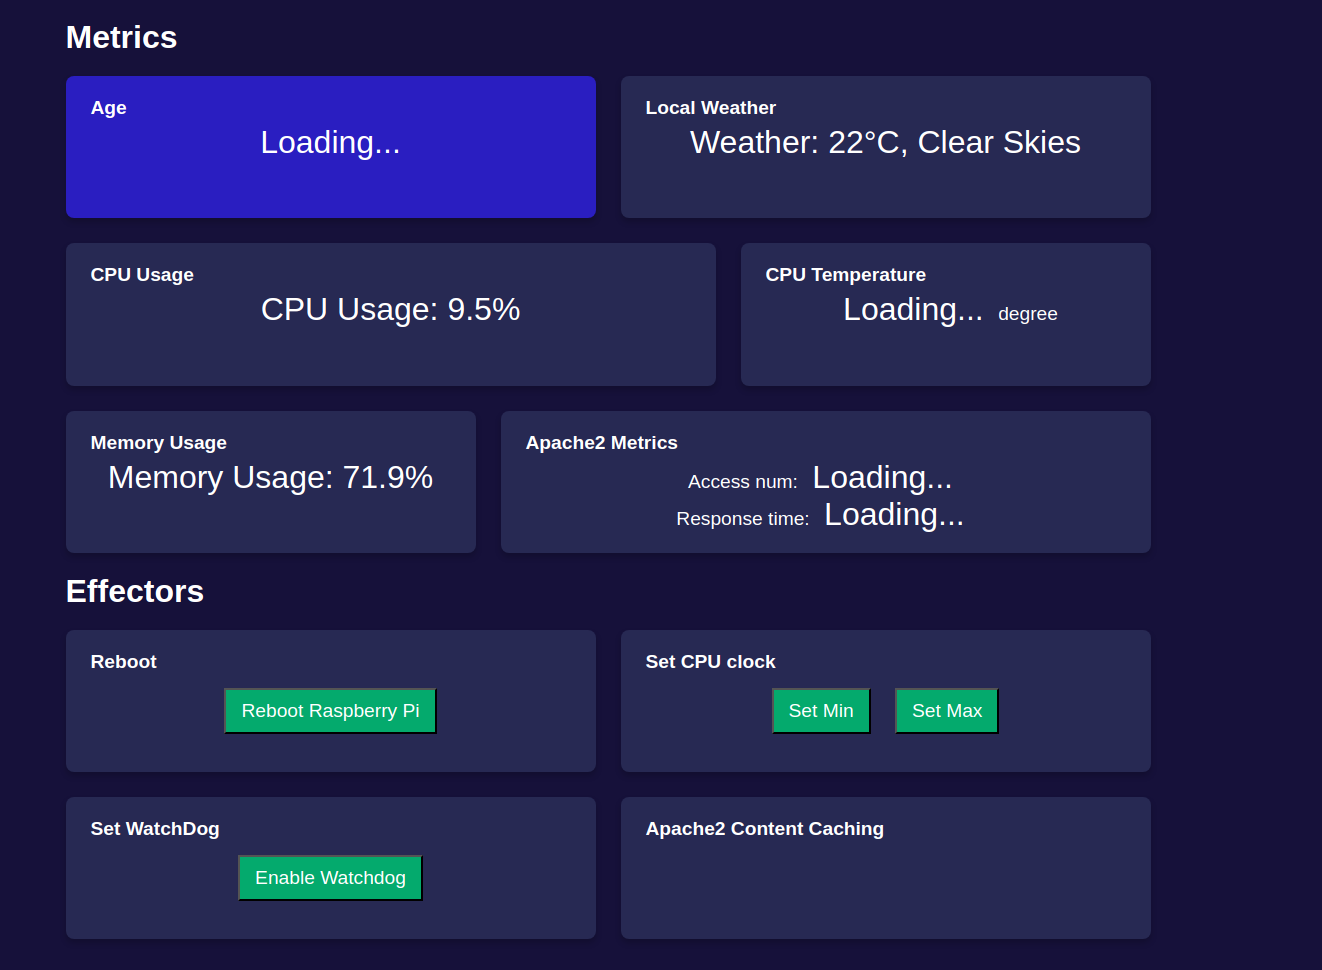 Metrics
Age
Loading...
Local Weather
Weather: 22°C, Clear Skies
CPU Usage
CPU Usage: 9.5%
CPU Temperature
Loading... degree
Memory Usage
Memory Usage: 71.9%
Apache2 Metrics
Access num: Loading...
Response time: Loading...
Effectors
Reboot
Reboot Raspberry Pi
Set CPU clock
Set Min Set Max
Set WatchDog
Enable Watchdog
Apache2 Content Caching